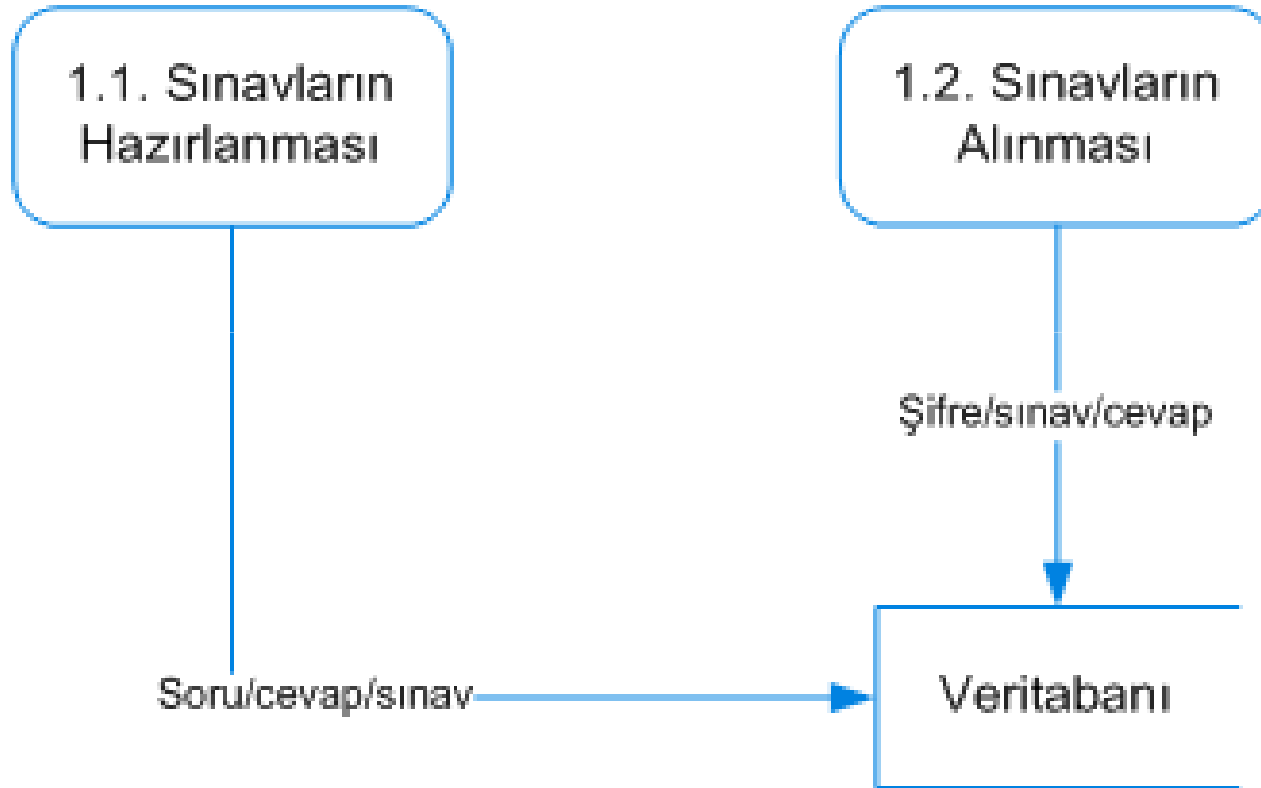 1.1. Sınavların
Hazırlanması
1.2. Sınavların
Alınması
Şifre/sınav/cevap
Soru/cevap/sınav
Veritabanı